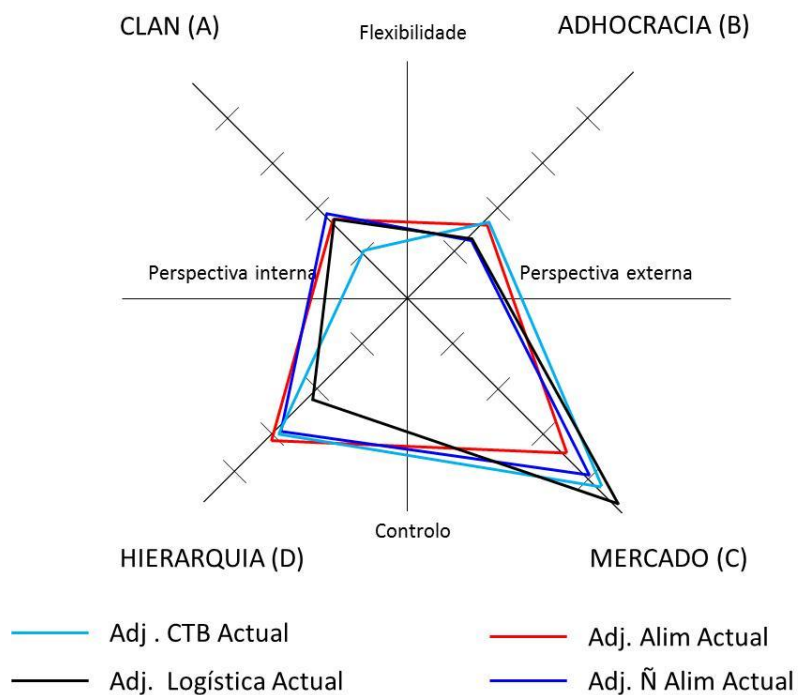 CLAN (A)
Flexibilidade
ADHOCRACIA (B)
Perspectiva interna
Perspectiva externa
Controlo
HIERARQUIA (D)
MERCADO (C)
Adj . CTB Actual
Adj. Alim Actual
Adj. Logística Actual
Adj. Ñ Alim Actual